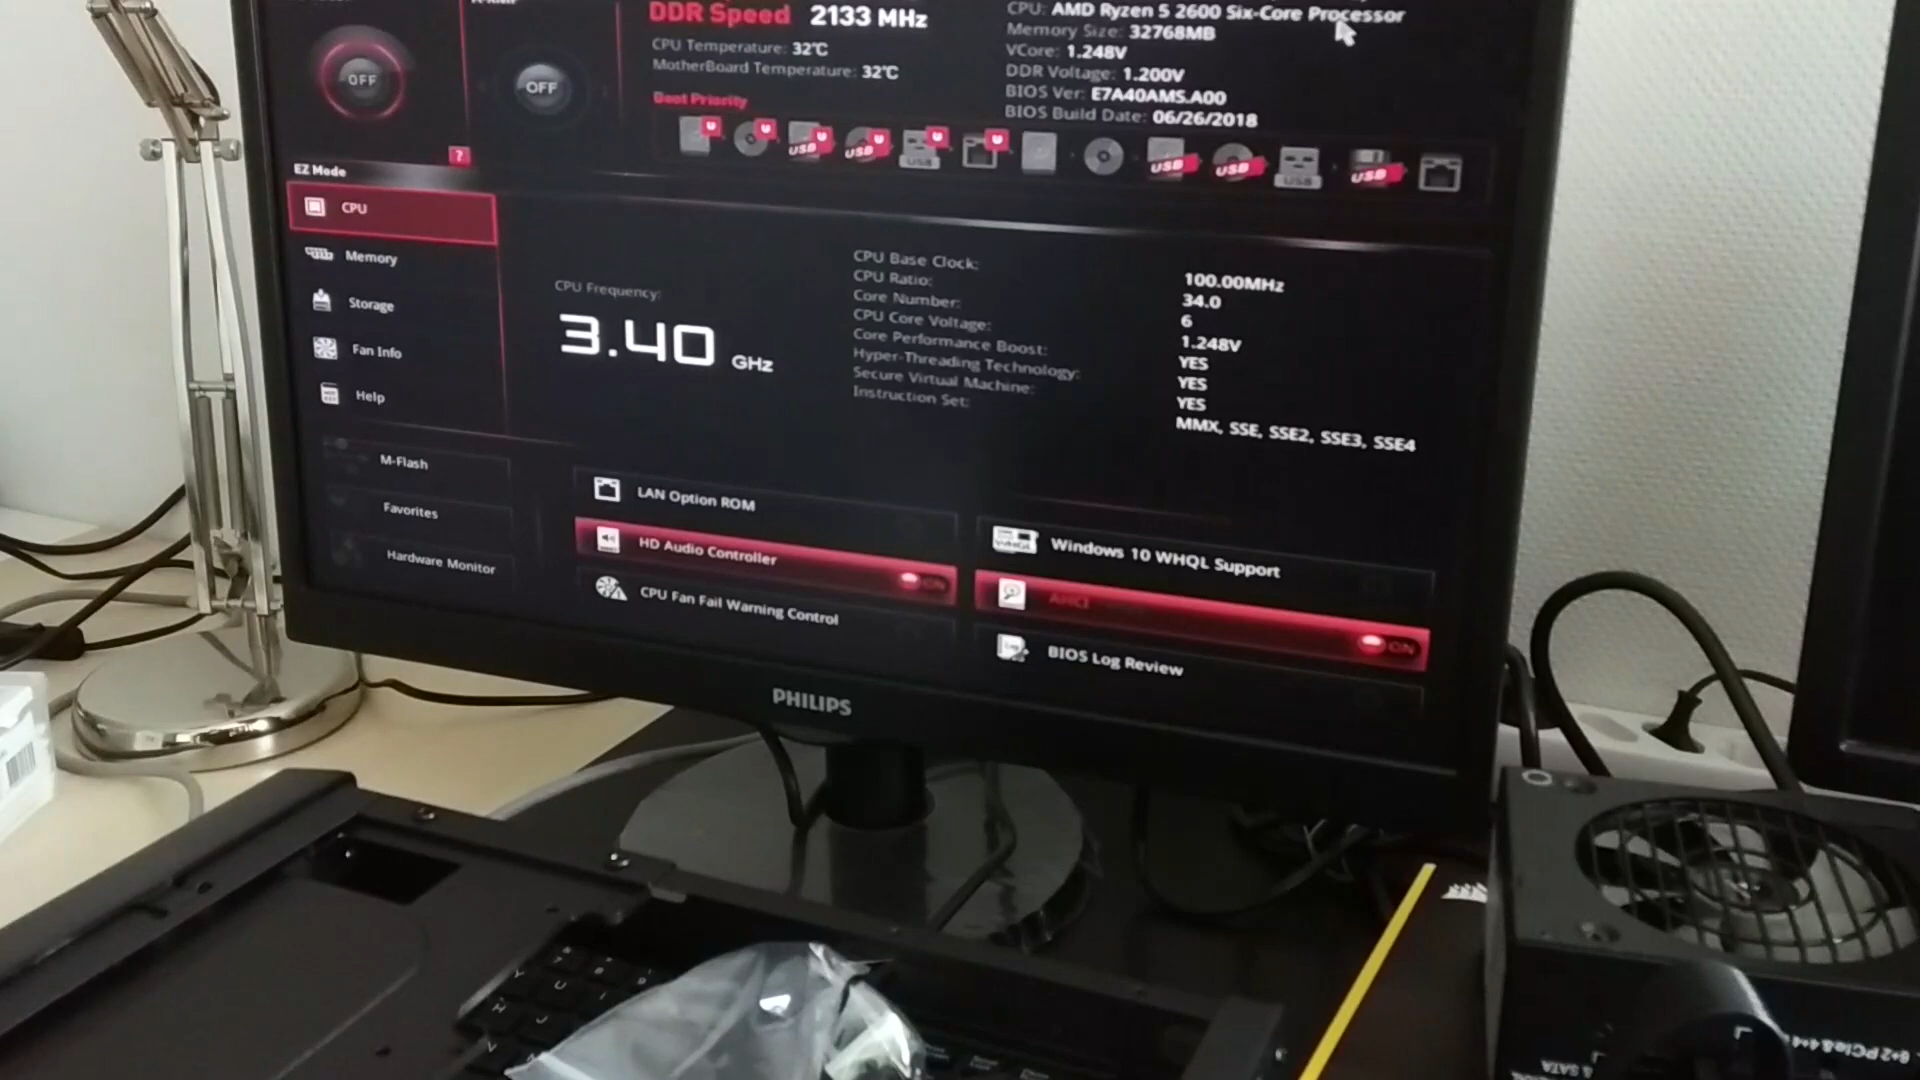 DDR Speed 2133 MHz
CPU Temperature: 32°C
MotherBoard Temperature: 32°C
Boot Priority
CPU: AMD Ryzen 5 2600 Six-Core Processor
Memory Size: 32768MB
VCore: 1.248V
DDR Voltage: 1.200V
BIOS Ver: E7A40AMS.A00
BIOS Build Date: 06/26/2018
OFF
OFF
?
U U U U U U
USB USB USB USB USB USB USB
EZ Mode
CPU
Memory
Storage
Fan Info
Help
M-Flash
Favorites
Hardware Monitor
CPU Frequency:
3.40 GHz
CPU Base Clock: 100.00MHz
CPU Ratio: 34.0
Core Number: 6
CPU Core Voltage: 1.248V
Core Performance Boost: YES
Hyper-Threading Technology: YES
Secure Virtual Machine: YES
Instruction Set: MMX, SSE, SSE2, SSE3, SSE4
LAN Option ROM
HD Audio Controller ON
CPU Fan Fail Warning Control
Windows 10 WHQL Support
AHCI ON
BIOS Log Review
PHILIPS